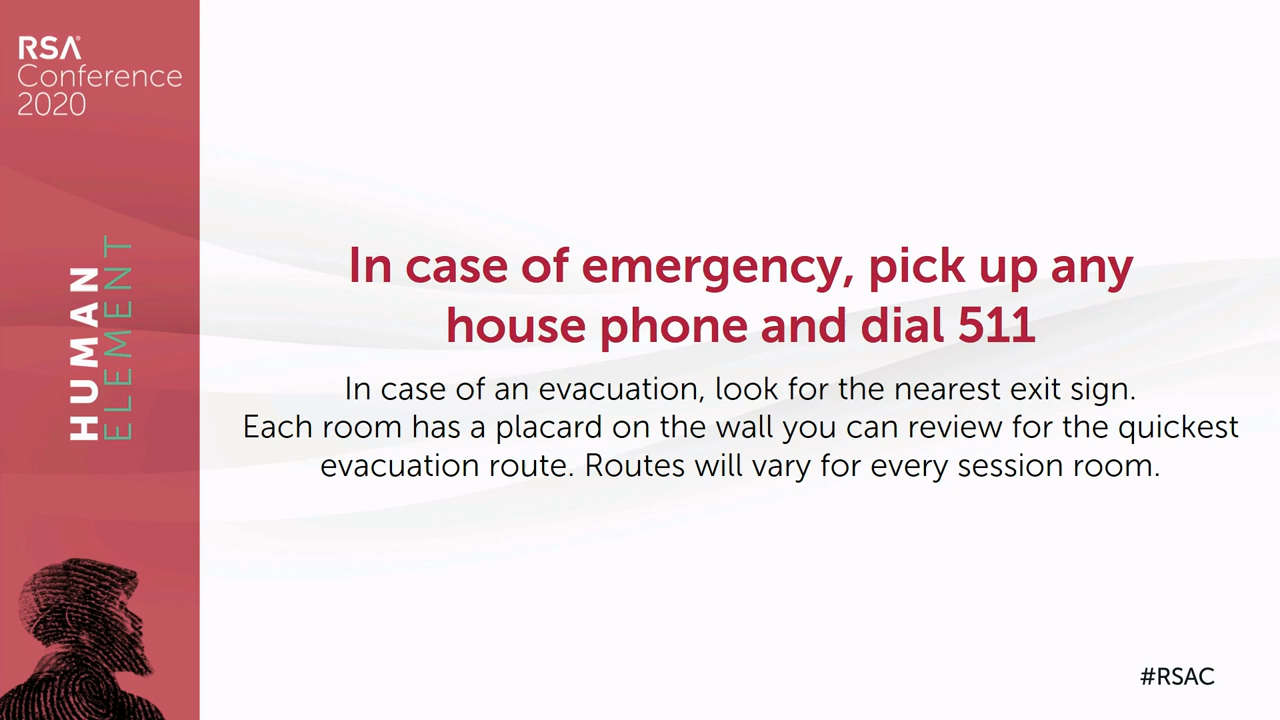 RSA
Conference
2020
HUMAN
ELEMENT
In case of emergency, pick up any
house phone and dial 511
In case of an evacuation, look for the nearest exit sign.
Each room has a placard on the wall you can review for the quickest
evacuation route. Routes will vary for every session room.
#RSAC